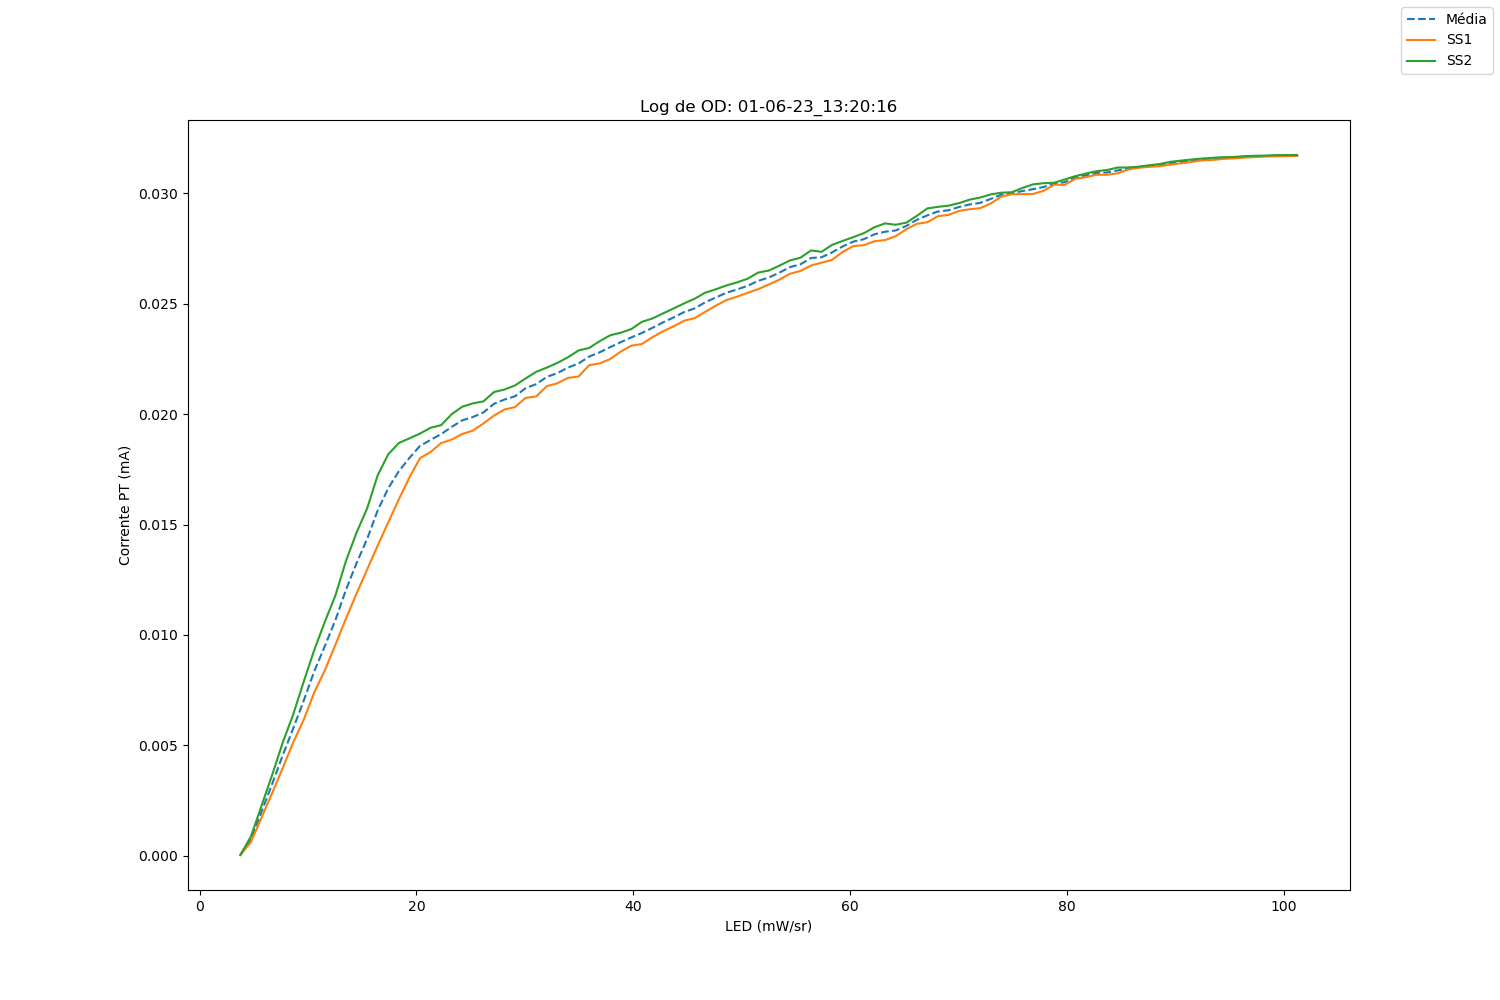 Média
SS1
SS2
Log de OD: 01-06-23_13:20:16
Corrente PT (mA)
0.030
0.025
0.020
0.015
0.010
0.005
0.000
0 20 40 60 80 100
LED (mW/sr)